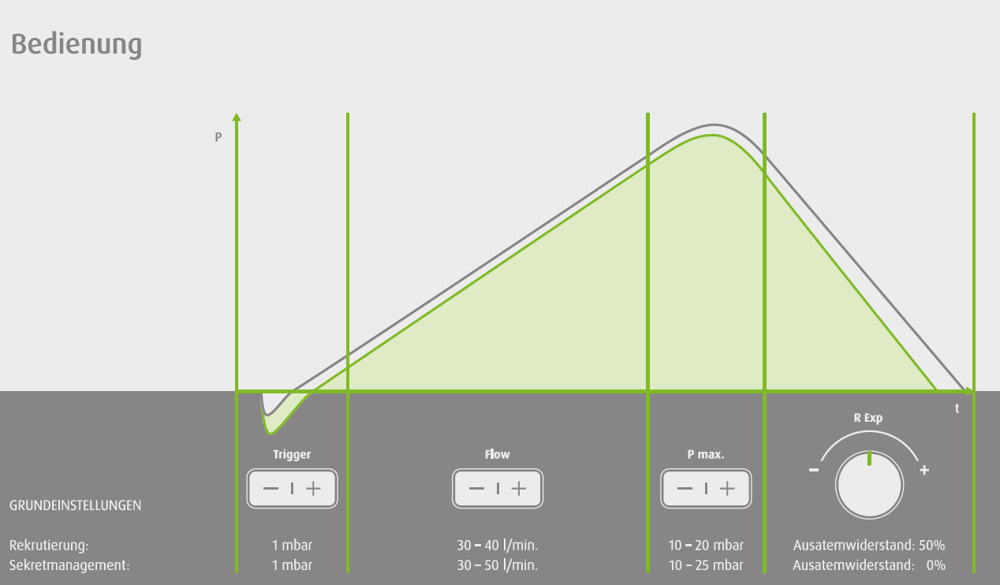 Bedienung
P
t
R Exp
Trigger
Flow
P max.
− I +
− I +
− I +
− +
GRUNDEINSTELLUNGEN
Rekrutierung: 1 mbar 30 – 40 l/min. 10 – 20 mbar Ausatemwiderstand: 50%
Sekretmanagement: 1 mbar 30 – 50 l/min. 10 – 25 mbar Ausatemwiderstand: 0%